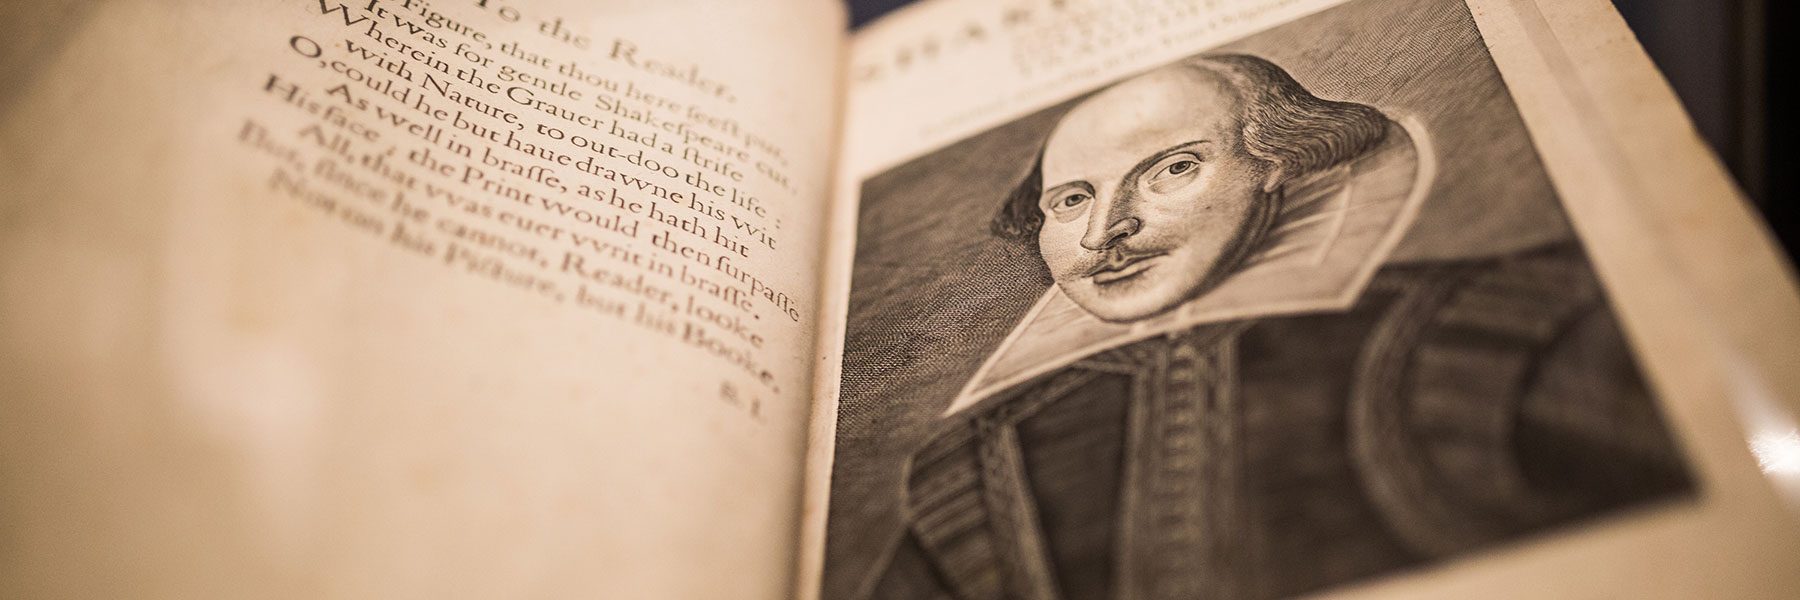 To the Reader.
Figure, that thou here ſeeſt put,
It was for gentle Shakeſpeare cut,
Wherein the Grauer had a ſtrife
with Nature, to out-doo the life :
O, could he but haue dravvne his wit
As well in braſſe, as he hath hit
His face ; the Print would then ſurpaſſe
All, that vvas euer vvrit in braſſe.
But, ſince he cannot, Reader, looke
Not on his Picture, but his Booke.
B. I.